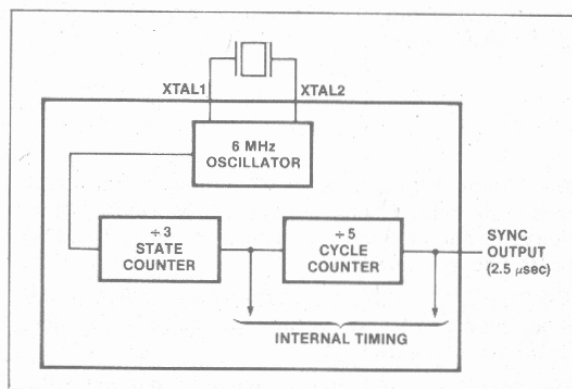 XTAL1
XTAL2
6 MHz
OSCILLATOR
÷3
STATE
COUNTER
÷5
CYCLE
COUNTER
SYNC
OUTPUT
(2.5 μsec)
INTERNAL TIMING